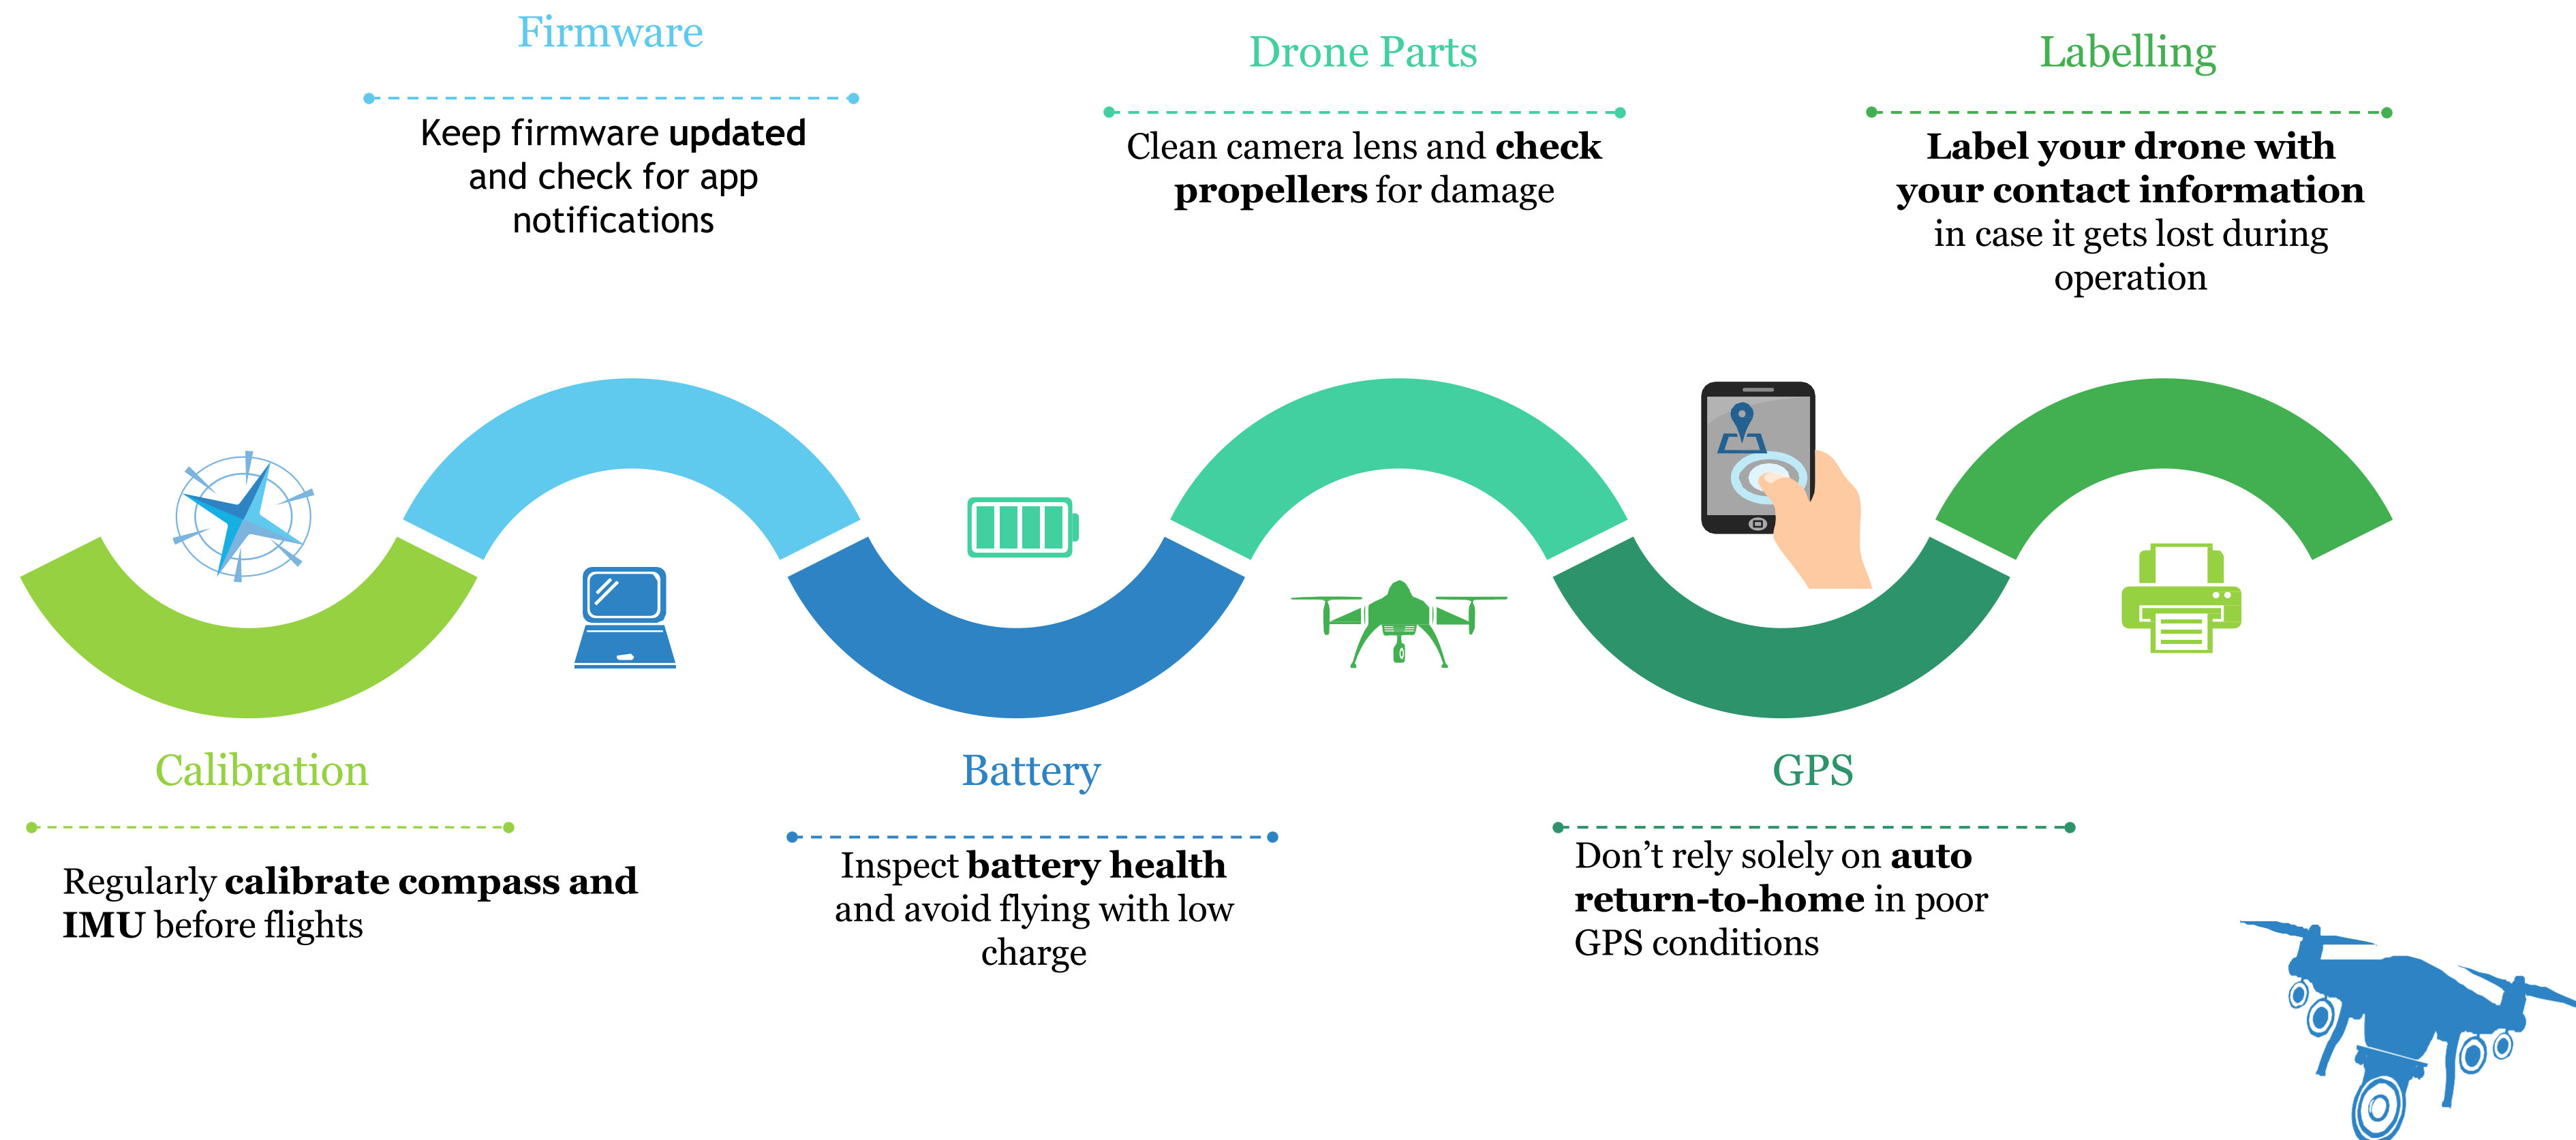 Firmware
Keep firmware updated
and check for app
notifications
Drone Parts
Clean camera lens and check
propellers for damage
Labelling
Label your drone with
your contact information
in case it gets lost during
operation
Calibration
Regularly calibrate compass and
IMU before flights
Battery
Inspect battery health
and avoid flying with low
charge
GPS
Don’t rely solely on auto
return-to-home in poor
GPS conditions